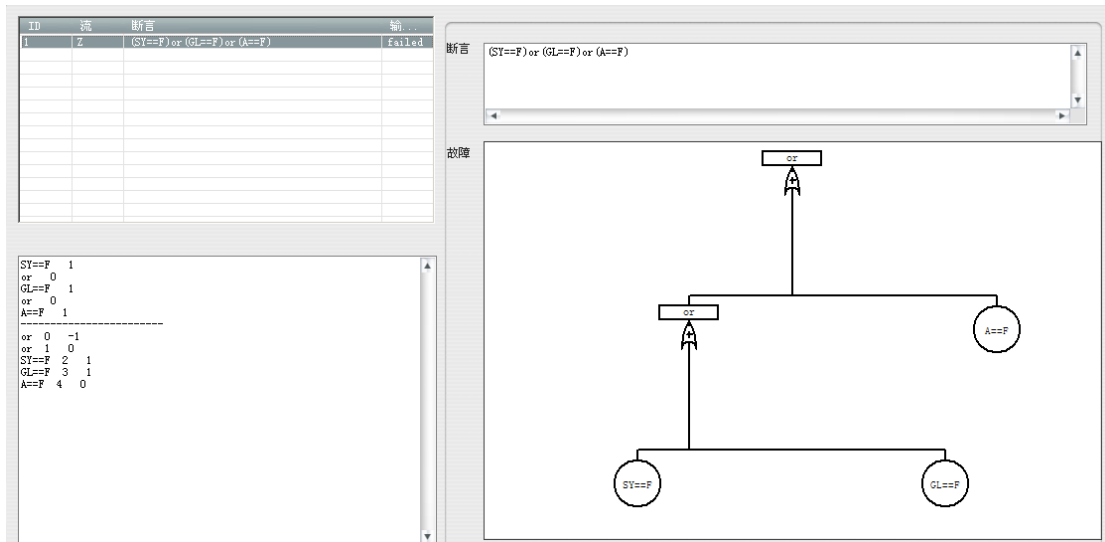 ID 流 断言 输...
1 Z (SY==F)or(GL==F)or(A==F) failed
断言
(SY==F)or(GL==F)or(A==F)
故障
or
+
or
+
A==F
SY==F
GL==F
SY==F 1
or 0
GL==F 1
or 0
A==F 1
------------------------
or 0 -1
or 1 0
SY==F 2 1
GL==F 3 1
A==F 4 0